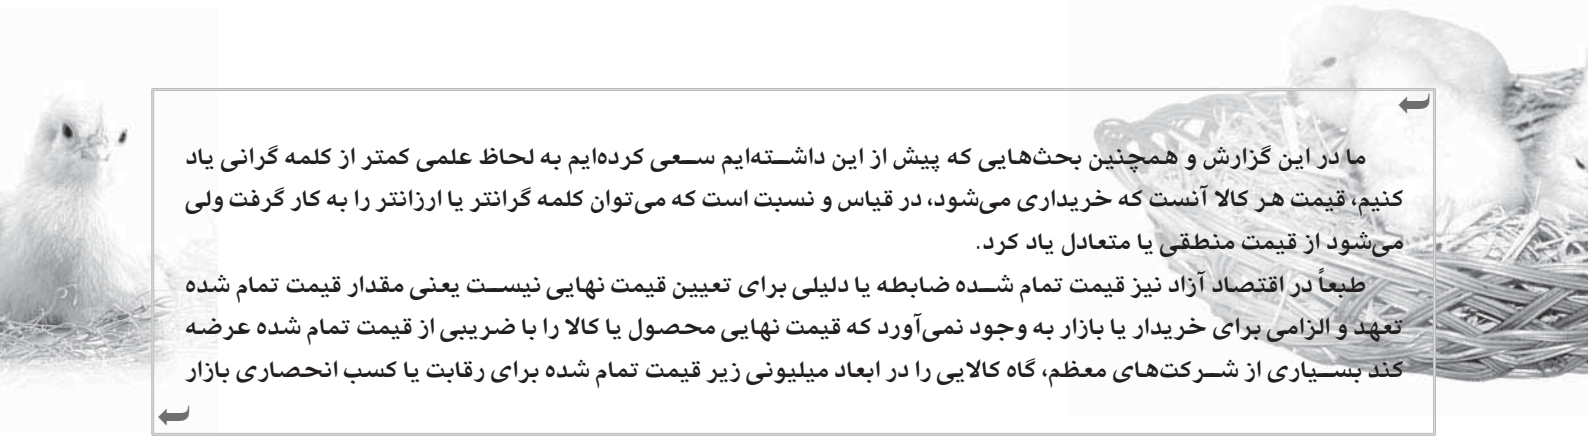 ما در این گزارش و همچنین بحث‌هایی که پیش از این داشته‌ایم سعی کرده‌ایم به لحاظ علمی کمتر از کلمه گرانی یاد
کنیم، قیمت هر کالا آنست که خریداری می‌شود، در قیاس و نسبت است که می‌توان کلمه گرانتر یا ارزانتر را به کار گرفت ولی
می‌شود از قیمت منطقی یا متعادل یاد کرد.
طبعاً در اقتصاد آزاد نیز قیمت تمام شده ضابطه یا دلیلی برای تعیین قیمت نهایی نیست یعنی مقدار قیمت تمام شده
تعهد و الزامی برای خریدار یا بازار به وجود نمی‌آورد که قیمت نهایی محصول یا کالا را با ضریبی از قیمت تمام شده عرضه
کند بسیاری از شرکت‌های معظم، گاه کالایی را در ابعاد میلیونی زیر قیمت تمام شده برای رقابت یا کسب انحصاری بازار